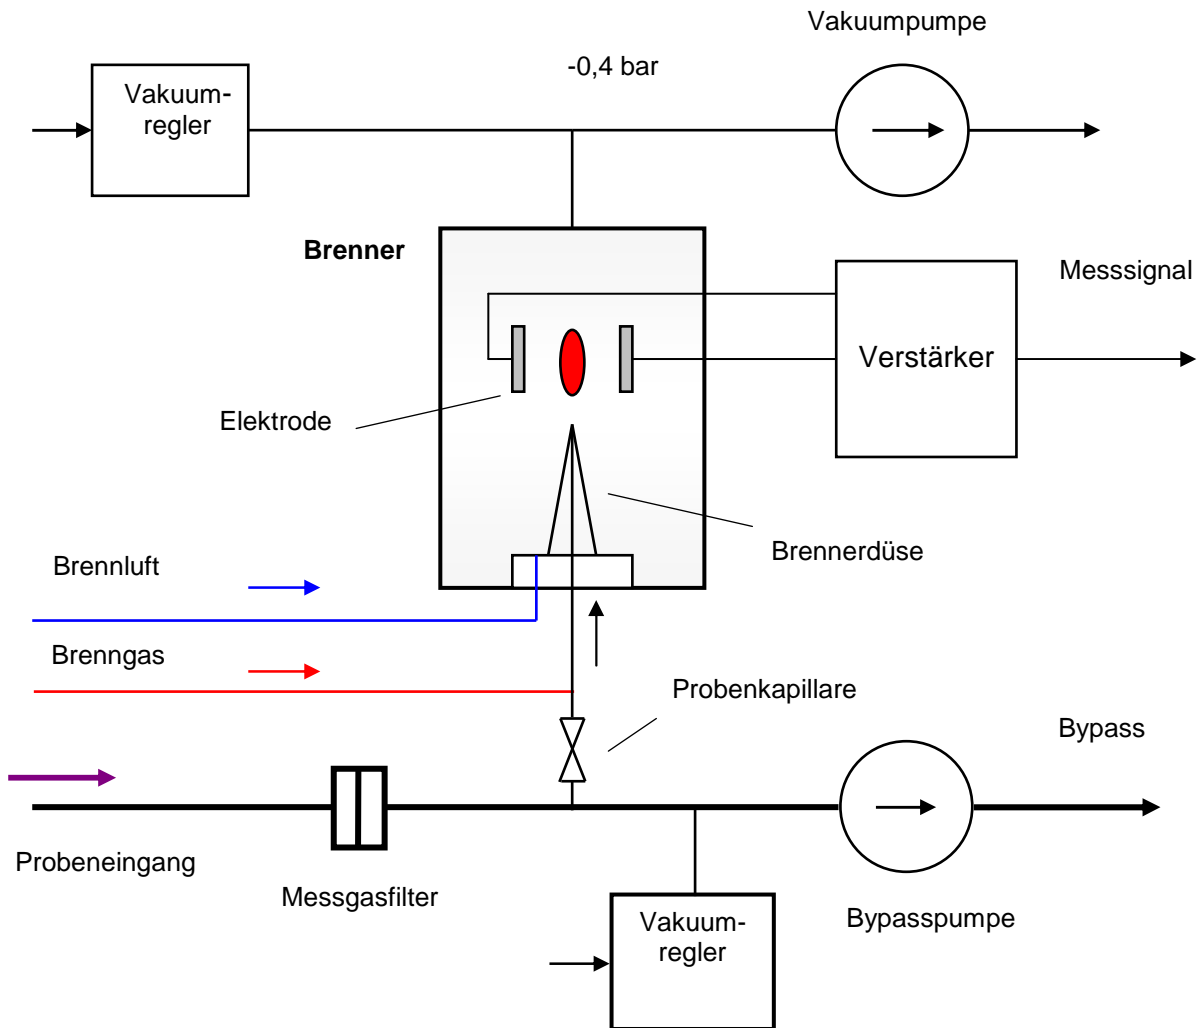 Vakuumpumpe
-0,4 bar
Vakuum-
regler
Brenner
Messsignal
Verstärker
Elektrode
Brennerdüse
Brennluft
Brenngas
Probenkapillare
Bypass
Probeneingang
Messgasfilter
Vakuum-
regler
Bypasspumpe